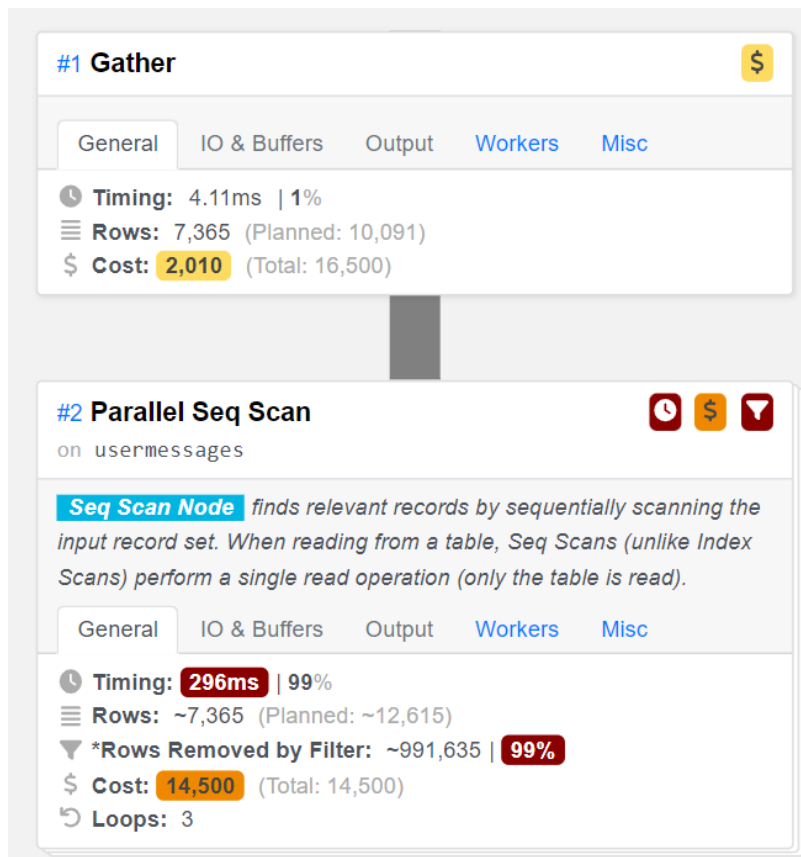 #1 Gather
$
General IO & Buffers Output Workers Misc
Timing: 4.11ms | 1%
Rows: 7,365 (Planned: 10,091)
$ Cost: 2,010 (Total: 16,500)
#2 Parallel Seq Scan
$
on usermessages
Seq Scan Node finds relevant records by sequentially scanning the
input record set. When reading from a table, Seq Scans (unlike Index
Scans) perform a single read operation (only the table is read).
General IO & Buffers Output Workers Misc
Timing: 296ms | 99%
Rows: ~7,365 (Planned: ~12,615)
*Rows Removed by Filter: ~991,635 | 99%
$ Cost: 14,500 (Total: 14,500)
Loops: 3